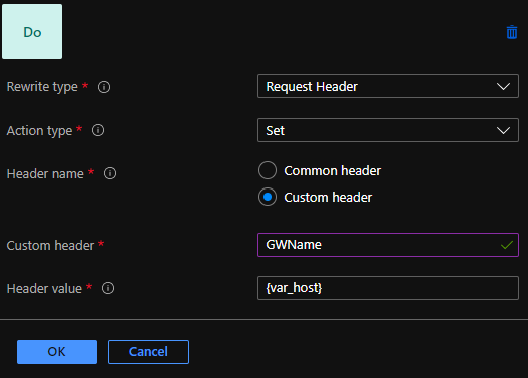 Do
Rewrite type * Request Header
Action type * Set
Header name * Common header
Custom header
Custom header * GWName
Header value * {var_host}
OK Cancel